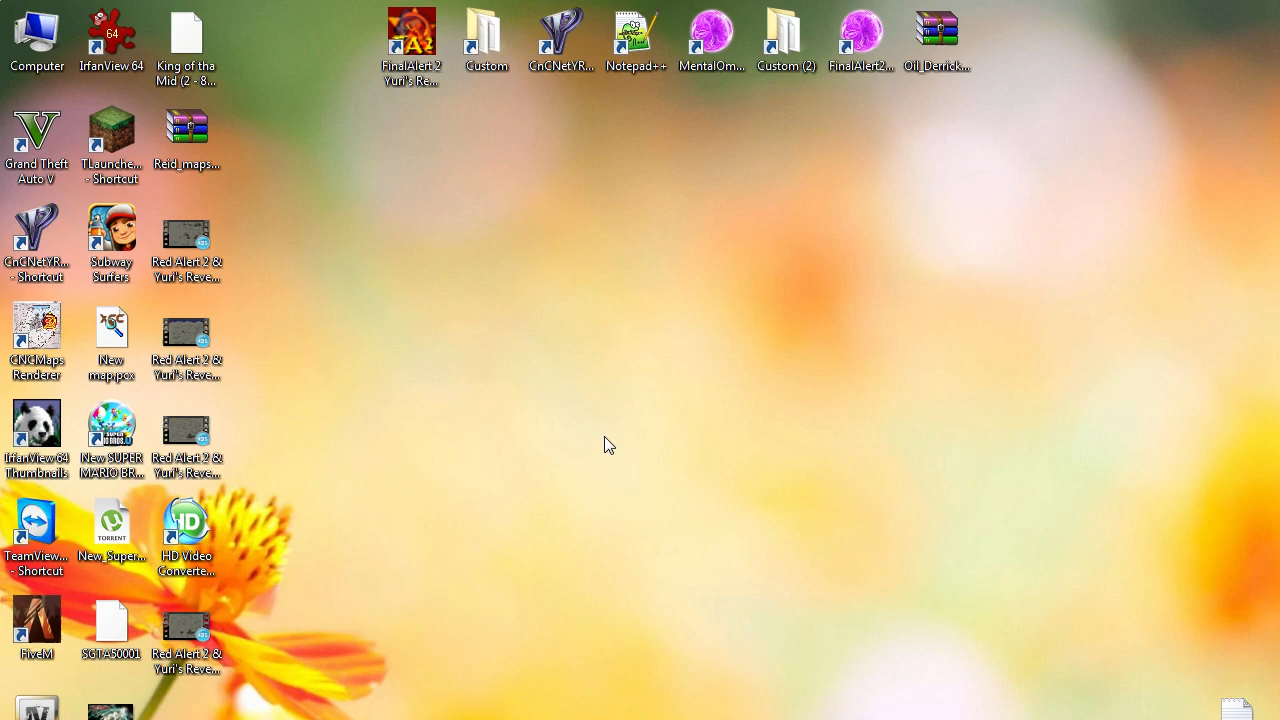 Computer
IrfanView 64
King of tha
Mid (2 - 8...
FinalAlert 2
Yuri's Re...
Custom
CnCNetYR...
Notepad++
MentalOm...
Custom (2)
FinalAlert2...
Oil_Derrick...
Grand Theft
Auto V
TLaunche...
- Shortcut
Reid_maps...
CnCNetYR...
- Shortcut
Subway
Surfers
Red Alert 2 &
Yuri's Reve...
CNCMaps
Renderer
New
map.pcx
Red Alert 2 &
Yuri's Reve...
IrfanView 64
Thumbnails
New SUPER
MARIO BR...
Red Alert 2 &
Yuri's Reve...
TeamView...
- Shortcut
New_Super...
HD Video
Converte...
FiveM
SGTA50001
Red Alert 2 &
Yuri's Reve...